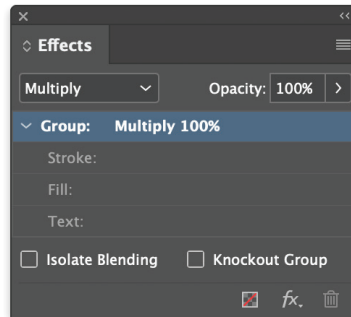 Effects
Multiply Opacity: 100%
Group: Multiply 100%
Stroke:
Fill:
Text:
Isolate Blending Knockout Group
fx.